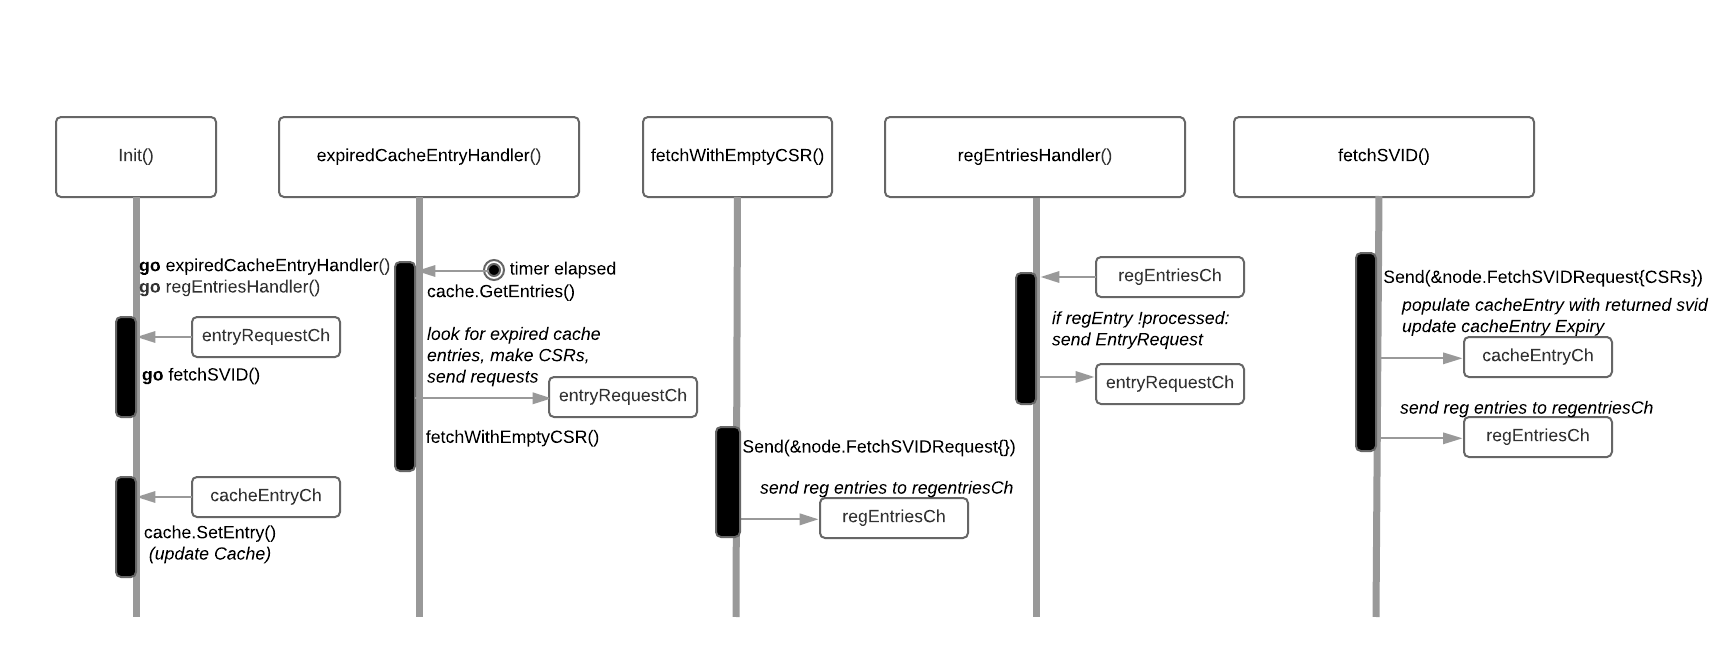 Init()
expiredCacheEntryHandler()
fetchWithEmptyCSR()
regEntriesHandler()
fetchSVID()
go expiredCacheEntryHandler()
go regEntriesHandler()
entryRequestCh
go fetchSVID()
cacheEntryCh
cache.SetEntry()
(update Cache)
timer elapsed
cache.GetEntries()
look for expired cache
entries, make CSRs,
send requests
entryRequestCh
fetchWithEmptyCSR()
Send(&node.FetchSVIDRequest{})
send reg entries to regentriesCh
regEntriesCh
regEntriesCh
if regEntry !processed:
send EntryRequest
entryRequestCh
Send(&node.FetchSVIDRequest{CSRs})
populate cacheEntry with returned svid
update cacheEntry Expiry
cacheEntryCh
send reg entries to regentriesCh
regEntriesCh